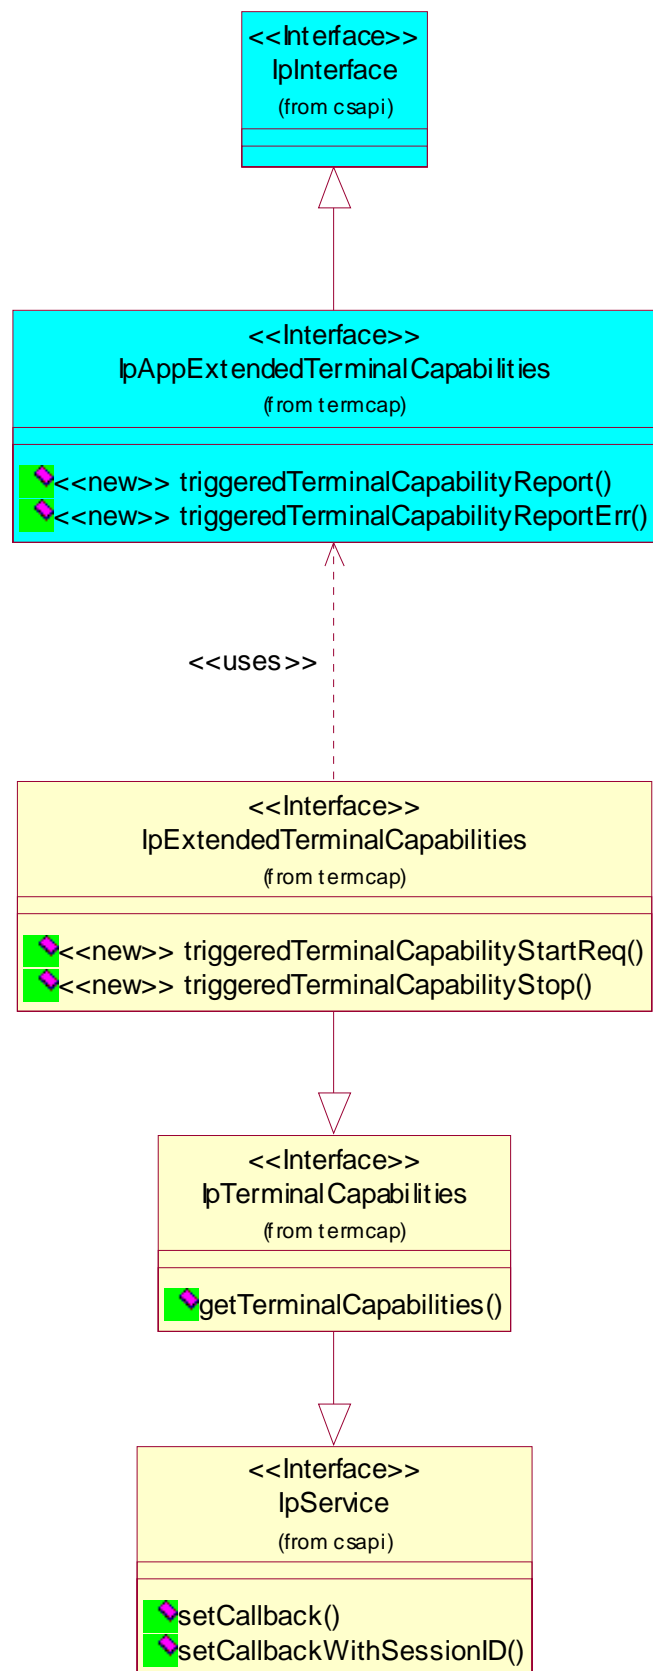 <<Interface>>
IpInterface
(from csapi)
<<Interface>>
IpAppExtendedTerminalCapabilities
(from termcap)
<<new>> triggeredTerminalCapabilityReport()
<<new>> triggeredTerminalCapabilityReportErr()
<<uses>>
<<Interface>>
IpExtendedTerminalCapabilities
(from termcap)
<<new>> triggeredTerminalCapabilityStartReq()
<<new>> triggeredTerminalCapabilityStop()
<<Interface>>
IpTerminalCapabilities
(from termcap)
getTerminalCapabilities()
<<Interface>>
IpService
(from csapi)
setCallback()
setCallbackWithSessionID()